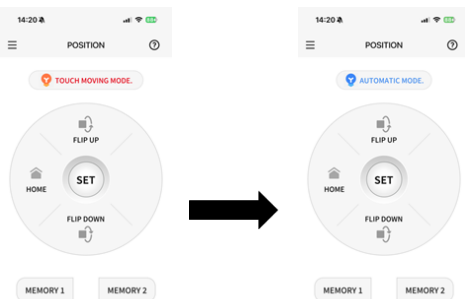 14:20
POSITION
TOUCH MOVING MODE.
FLIP UP
HOME
SET
FLIP DOWN
MEMORY 1 MEMORY 2
14:20
POSITION
AUTOMATIC MODE.
FLIP UP
HOME
SET
FLIP DOWN
MEMORY 1 MEMORY 2